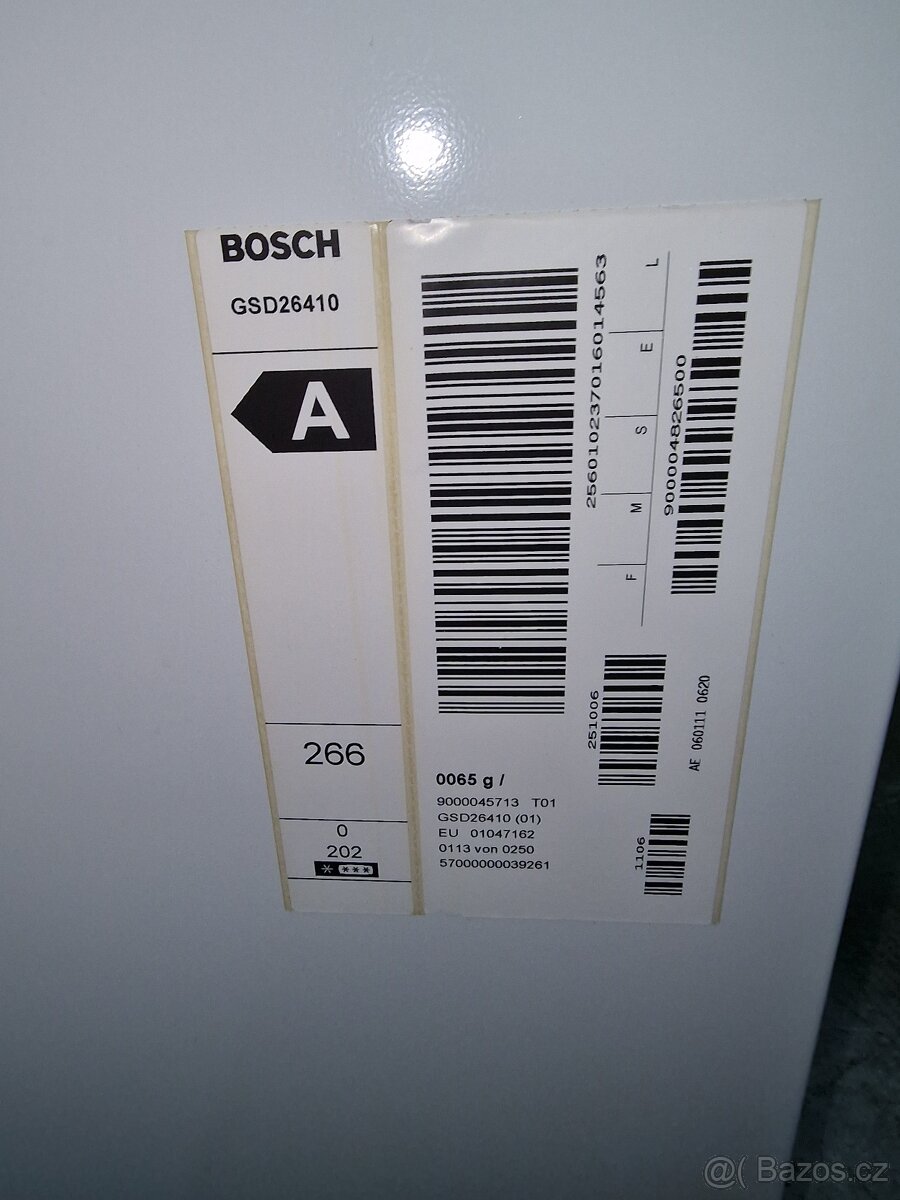 BOSCH
GSD26410
A
266
0
202
256010237016014563
L
E
S
M
F
900004826500
251006
AE 060111 0620
1106
0065 g /
9000045713 T01
GSD26410 (01)
EU 01047162
0113 von 0250
57000000039261
@( Bazos.cz